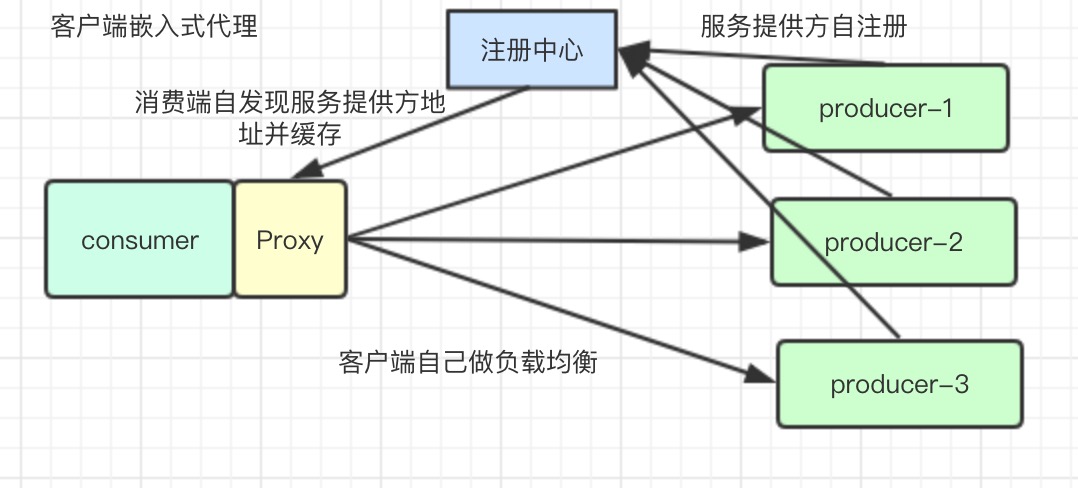 客户端嵌入式代理
注册中心
服务提供方自注册
消费端自发现服务提供方地
址并缓存
producer-1
consumer
Proxy
producer-2
客户端自己做负载均衡
producer-3